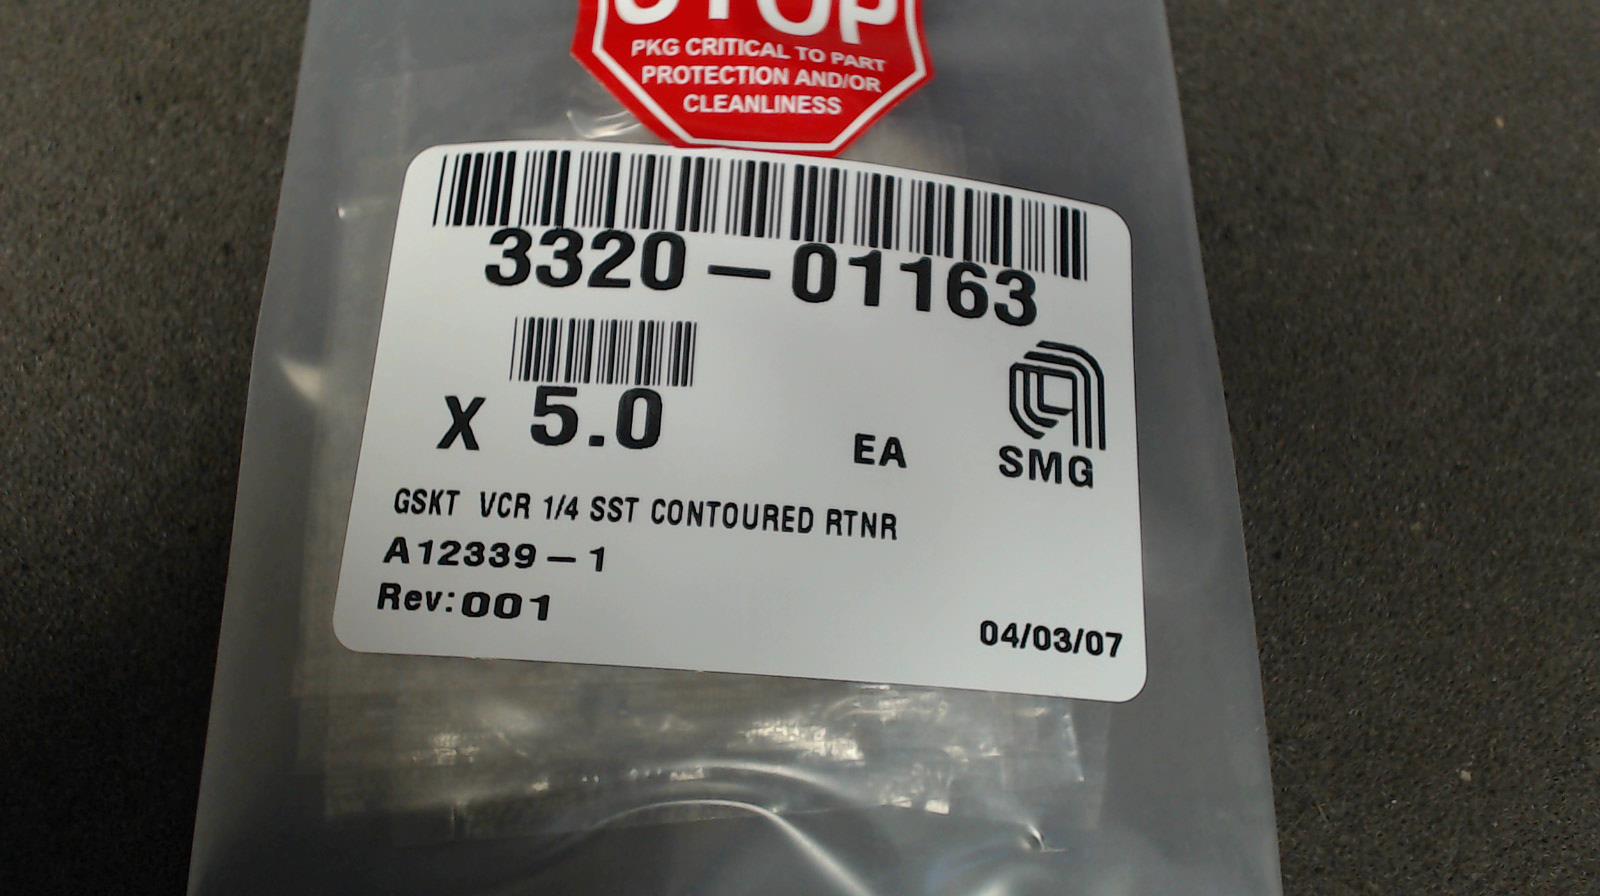 STOP
PKG CRITICAL TO PART
PROTECTION AND/OR
CLEANLINESS
3320-01163
X 5.0 EA
SMG
GSKT VCR 1/4 SST CONTOURED RTNR
A12339-1
Rev:001
04/03/07